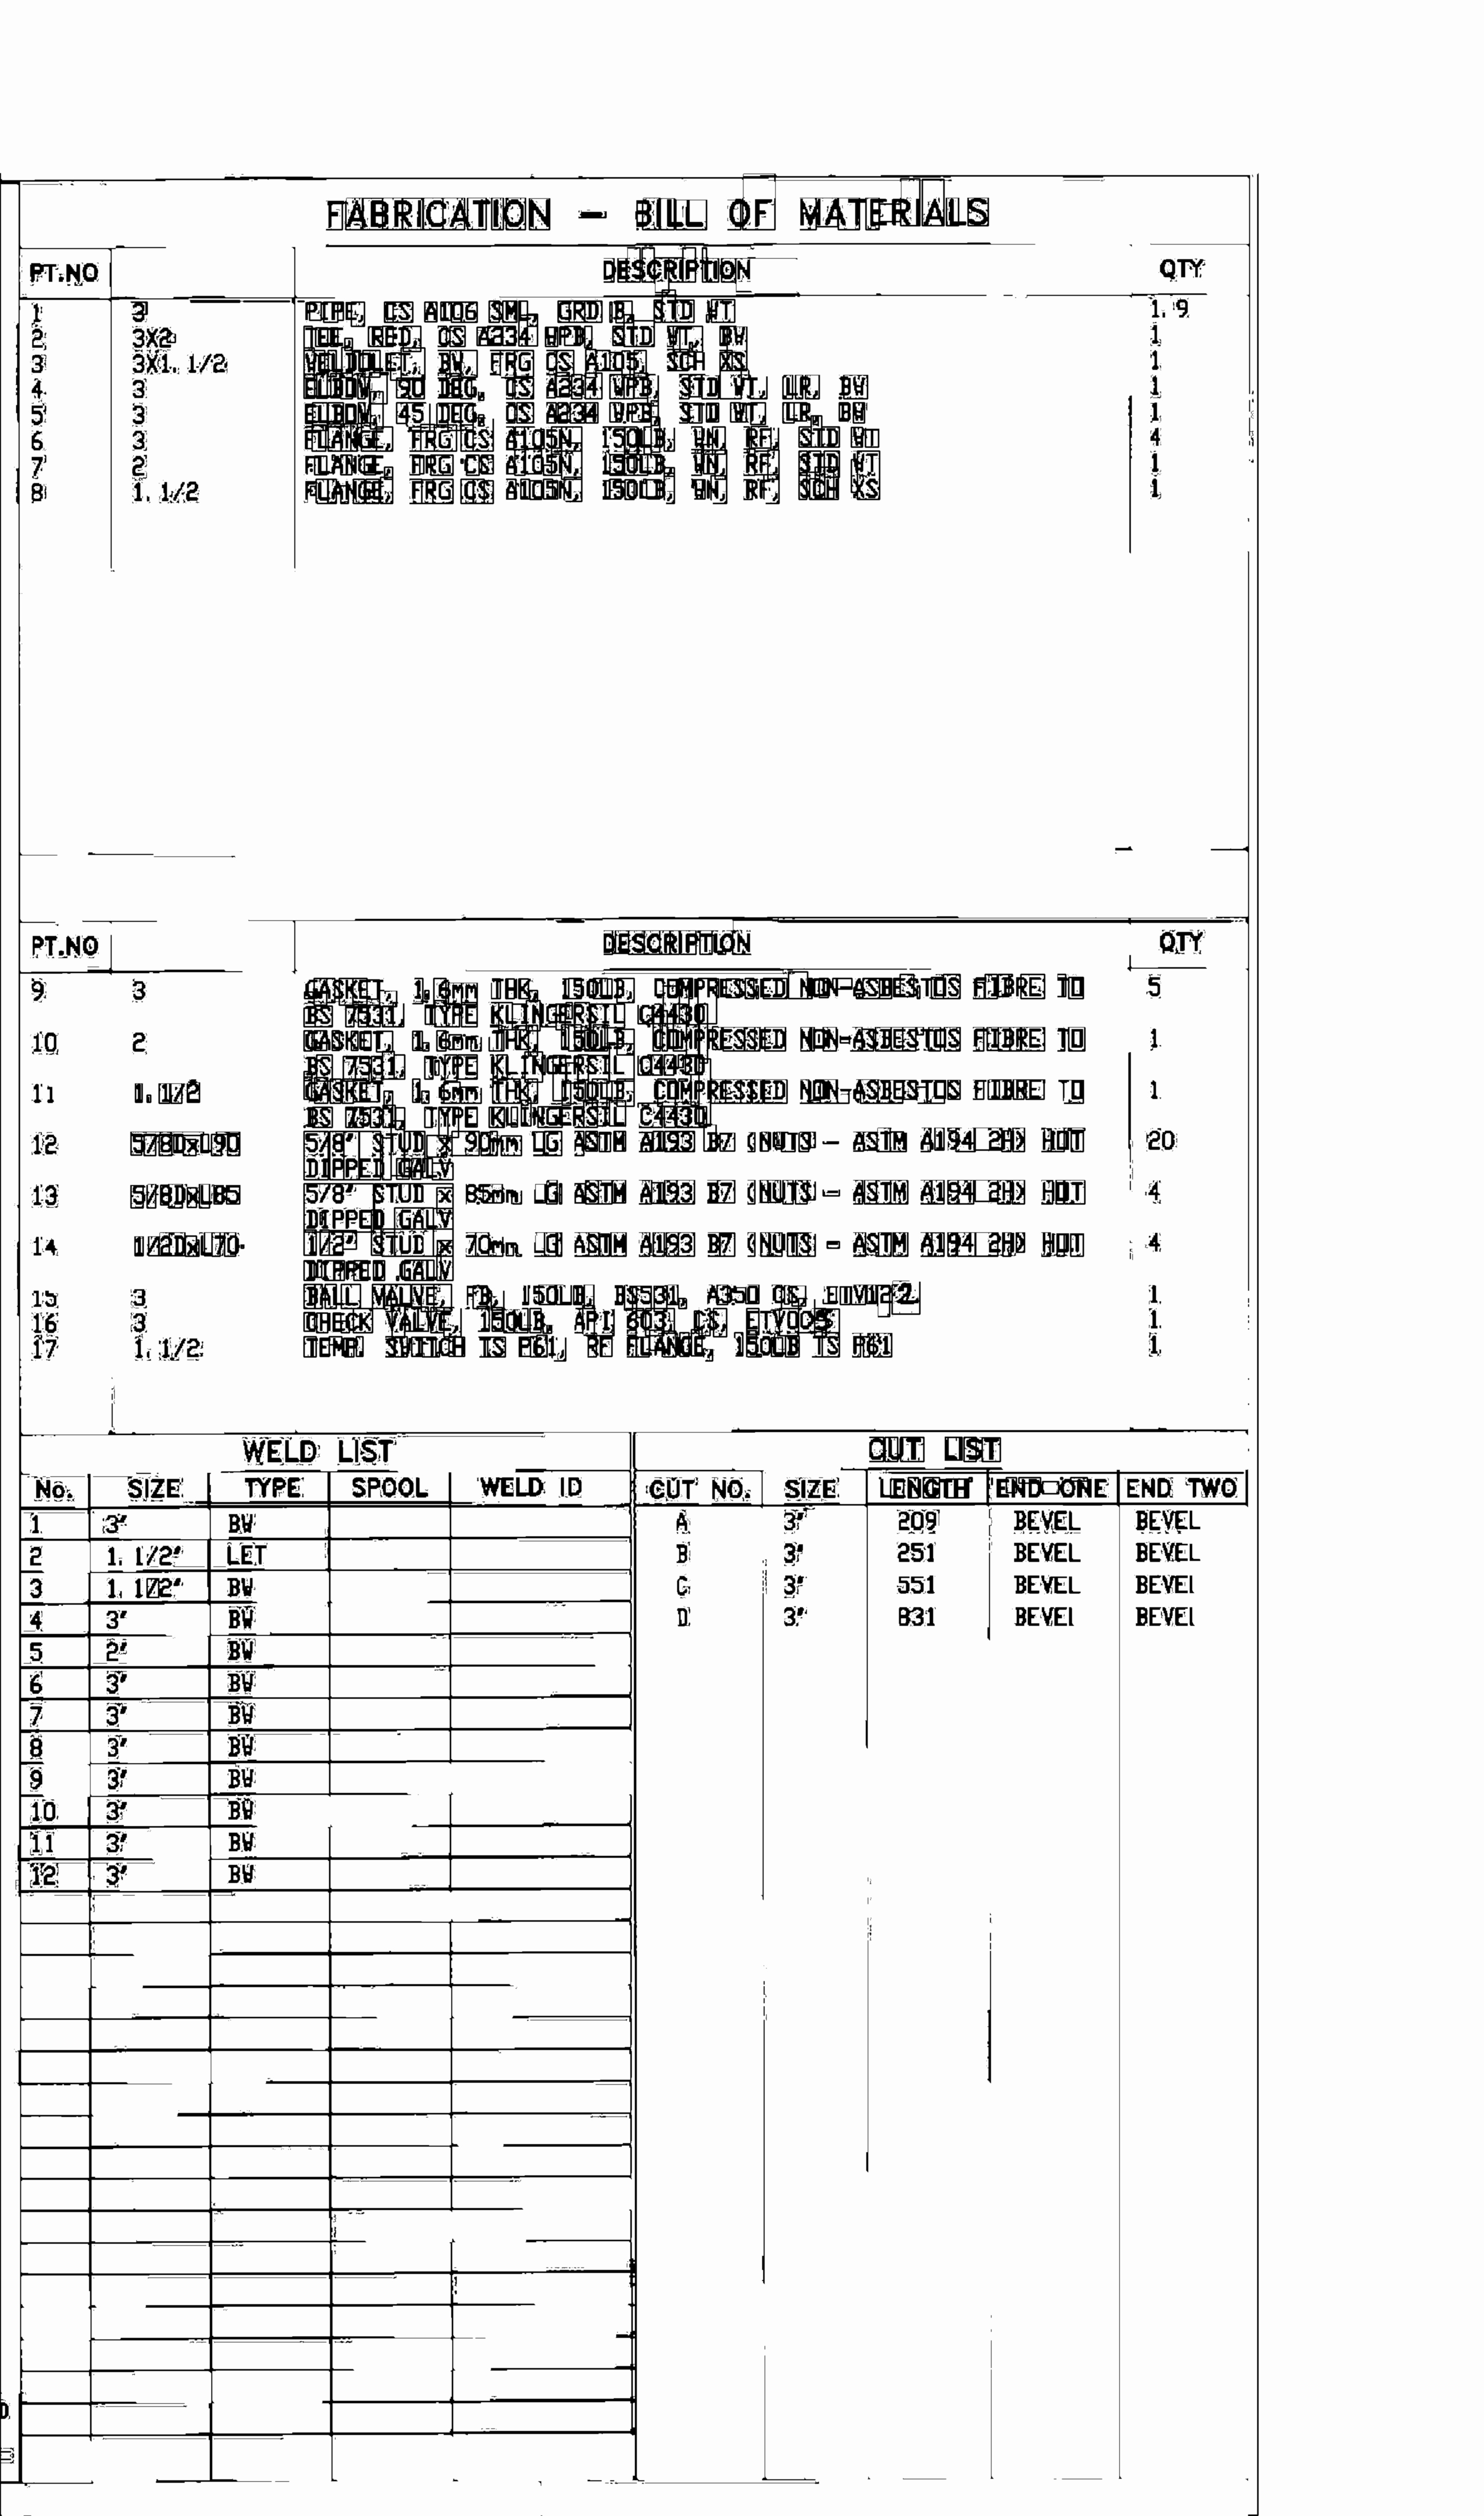 FABRICATION — BILL OF MATERIALS
PT.NO DESCRIPTION QTY
1 3 PIPE, CS A106 SML, GRD B, STD WT 1.9
2 3X2 TEE, RED, CS A234 WPB, STD WT, BW 1
3 3X1.1/2 WELDOLET, BW, FRG CS A105, SCH XS 1
4 3 ELBOW, 90 DEG, CS A234 WPB, STD WT, LR, BW 1
5 3 ELBOW, 45 DEG, CS A234 WPB, STD WT, LR, BW 1
6 3 FLANGE, FRG CS A105N, 150LB, WN, RF, STD WT 4
7 2 FLANGE, FRG CS A105N, 150LB, WN, RF, STD WT 1
8 1.1/2 FLANGE, FRG CS A105N, 150LB, WN, RF, SCH XS 1
PT.NO DESCRIPTION QTY
9 3 GASKET, 1.6mm THK, 150LB, COMPRESSED NON-ASBESTOS FIBRE TO 5
BS 7531, TYPE KLINGERSIL C4430
10 2 GASKET, 1.6mm THK, 150LB, COMPRESSED NON-ASBESTOS FIBRE TO 1
BS 7531, TYPE KLINGERSIL C4430
11 1.1/2 GASKET, 1.6mm THK, 150LB, COMPRESSED NON-ASBESTOS FIBRE TO 1
BS 7531, TYPE KLINGERSIL C4430
12 5/8DxL90 5/8" STUD x 90mm LG ASTM A193 B7 (NUTS - ASTM A194 2H) HOT 20
DIPPED GALV
13 5/8DxL85 5/8" STUD x 85mm LG ASTM A193 B7 (NUTS - ASTM A194 2H) HOT 4
DIPPED GALV
14 1/2DxL70 1/2" STUD x 70mm LG ASTM A193 B7 (NUTS - ASTM A194 2H) HOT 4
DIPPED GALV
15 3 BALL VALVE, FB, 150LB, A350 CS, 1
16 3 CHECK VALVE, 150LB, API 603, CS, 1
17 1.1/2 TEMP. SWITCH TS P61, RF FLANGE, 150LB TS P61 1
WELD LIST CUT LIST
No. SIZE TYPE SPOOL WELD ID CUT NO. SIZE LENGTH END ONE END TWO
1 3" BW A 3" 209 BEVEL BEVEL
2 1.1/2" LET B 3" 251 BEVEL BEVEL
3 1.1/2" BW C 3" 551 BEVEL BEVEL
4 3" BW D 3" 831 BEVEL BEVEL
5 2" BW
6 3" BW
7 3" BW
8 3" BW
9 3" BW
10 3" BW
11 3" BW
12 3" BW